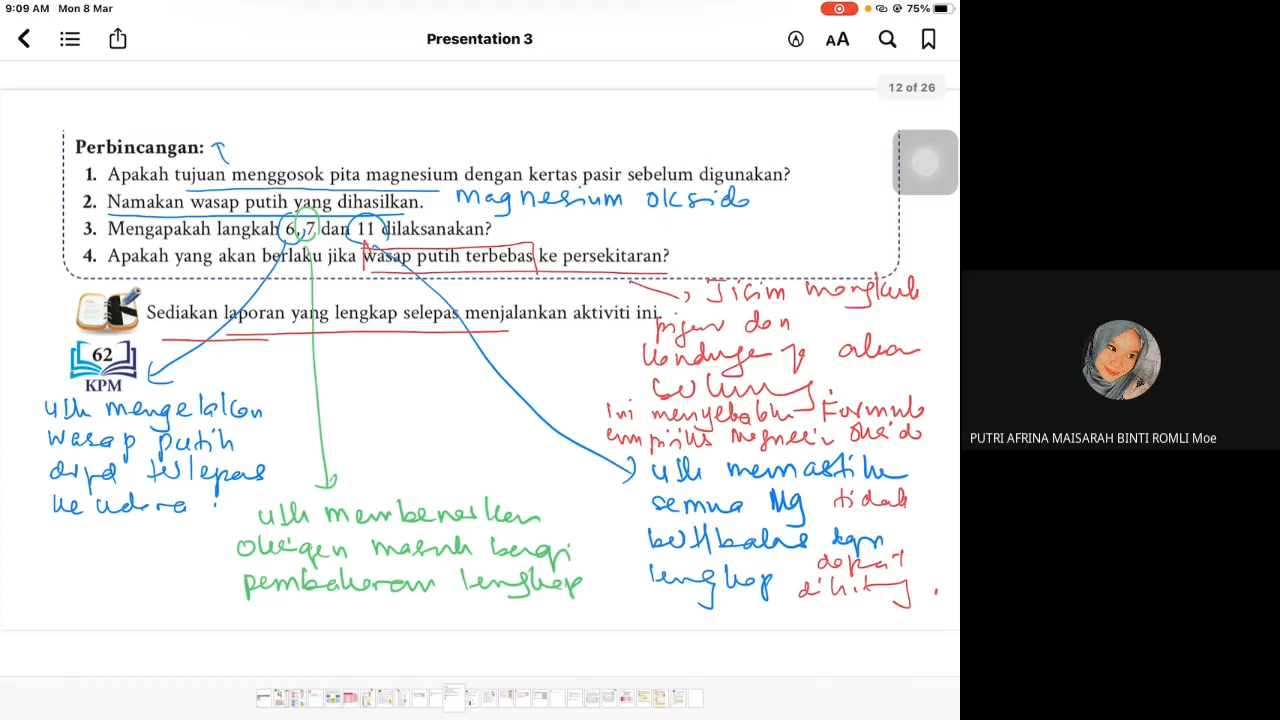 9:09 AM Mon 8 Mar
75%
Presentation 3
AA
12 of 26
Perbincangan:
1. Apakah tujuan menggosok pita magnesium dengan kertas pasir sebelum digunakan?
2. Namakan wasap putih yang dihasilkan. magnesium oksida
3. Mengapakah langkah 6, 7 dan 11 dilaksanakan?
4. Apakah yang akan berlaku jika wasap putih terbebas ke persekitaran?
Sediakan laporan yang lengkap selepas menjalankan aktiviti ini.
62
KPM
utk mengelakkan
wasap putih
drpd terlepas
ke udara.
utk membenarkan
oksigen masuk bagi
pembakaran lengkap
Jisim mangkuk
pijar dan
kandungan akan
Ini menyebabkan Formula
empirik magnesium oksida
tidak
dapat
dihitung.
utk memastikan
semua Mg
bertindakbalas dgn
lengkap
PUTRI AFRINA MAISARAH BINTI ROMLI Moe